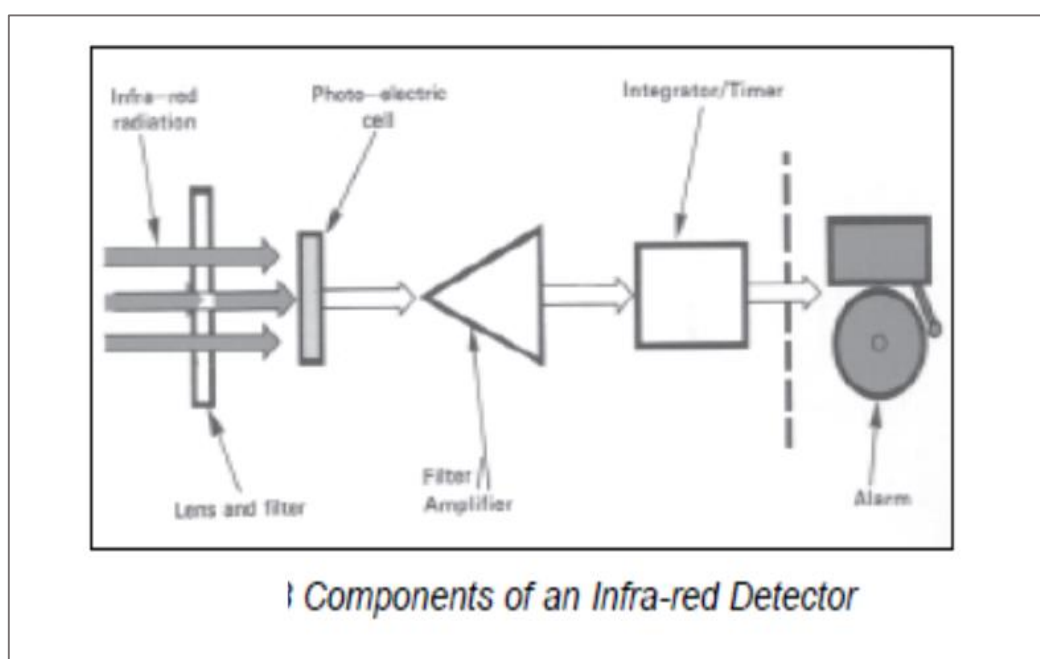 Infra-red
radiation
Photo-electric
cell
Integrator/Timer
Lens and filter
Filter /
Amplifier
Alarm
Components of an Infra-red Detector